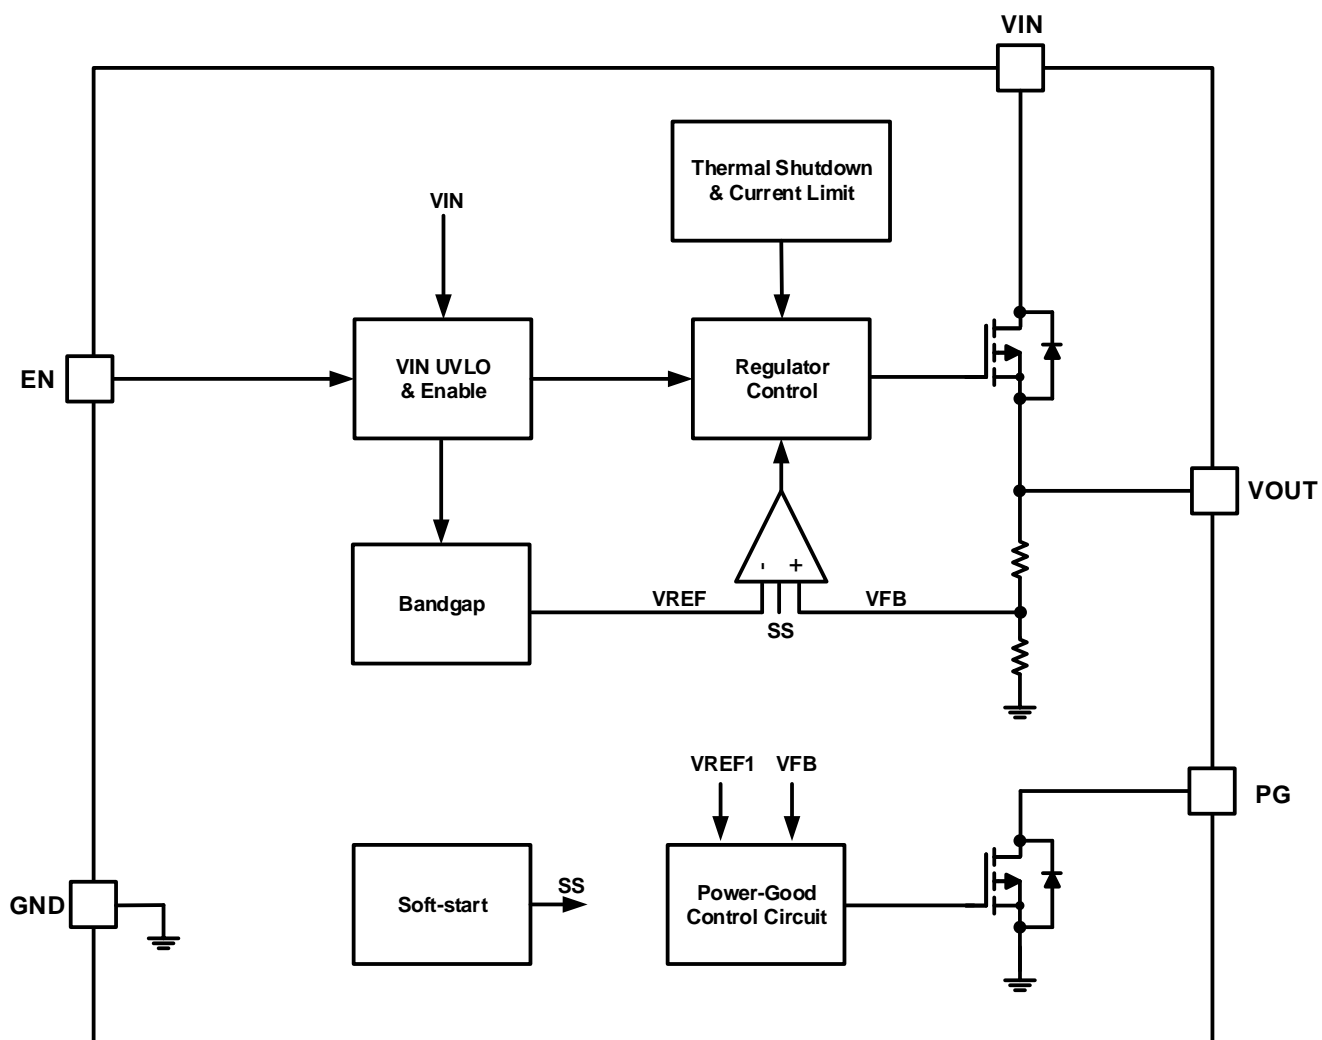 VIN
Thermal Shutdown
& Current Limit
VIN
EN
VIN UVLO
& Enable
Regulator
Control
VOUT
- +
Bandgap
VREF
SS
VFB
VREF1
VFB
PG
GND
Soft-start
SS
Power-Good
Control Circuit